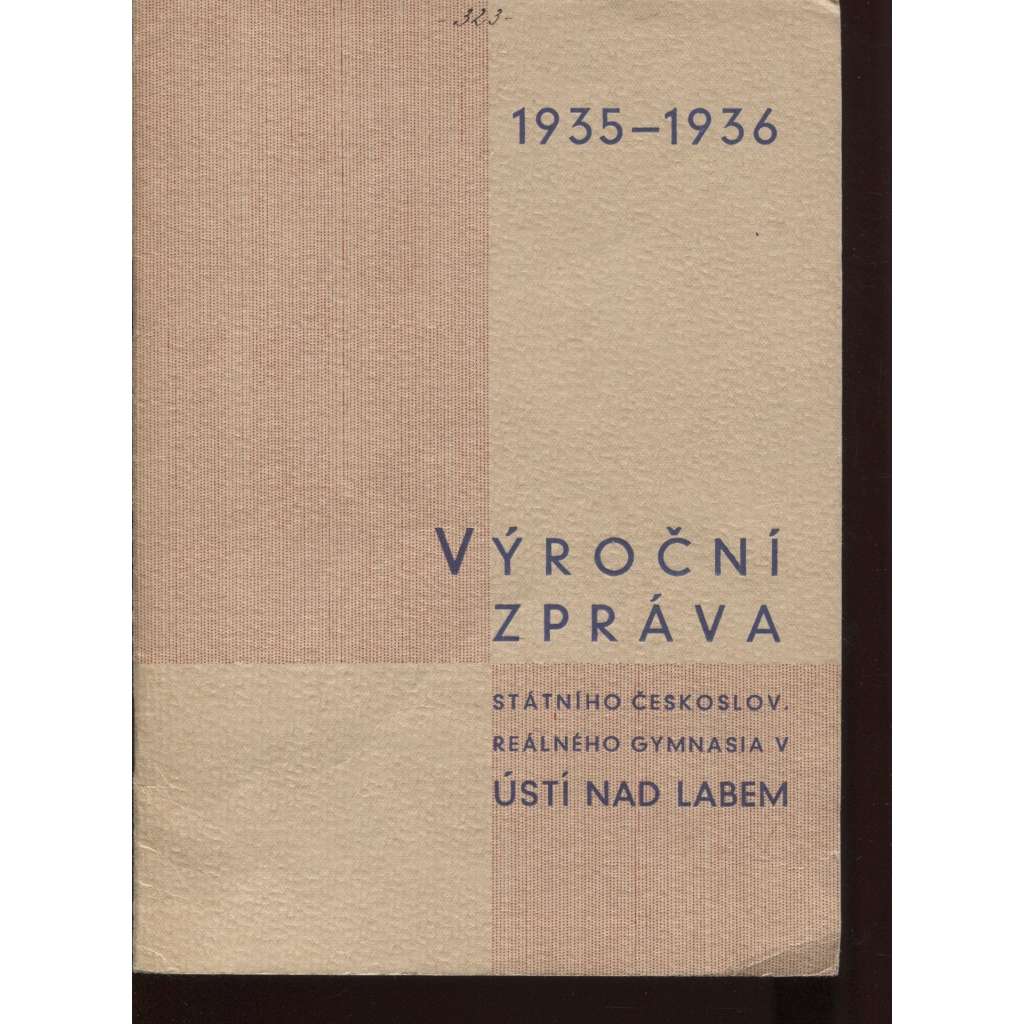 -323-
1935–1936
VÝROČNÍ
ZPRÁVA
STÁTNÍHO ČESKOSLOV.
REÁLNÉHO GYMNASIA V
ÚSTÍ NAD LABEM